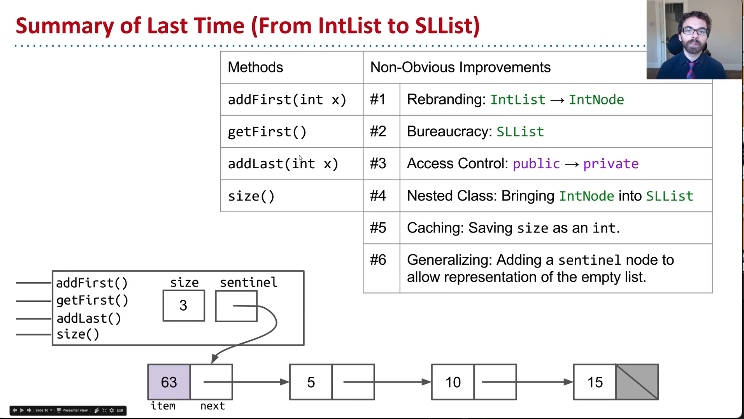 Summary of Last Time (From IntList to SLList)
Methods
Non-Obvious Improvements
addFirst(int x)
#1
Rebranding: IntList → IntNode
getFirst()
#2
Bureaucracy: SLList
addLast(int x)
#3
Access Control: public → private
size()
#4
Nested Class: Bringing IntNode into SLList
#5
Caching: Saving size as an int.
#6
Generalizing: Adding a sentinel node to
allow representation of the empty list.
addFirst()
getFirst()
addLast()
size()
size
sentinel
3
63
5
10
15
item
next